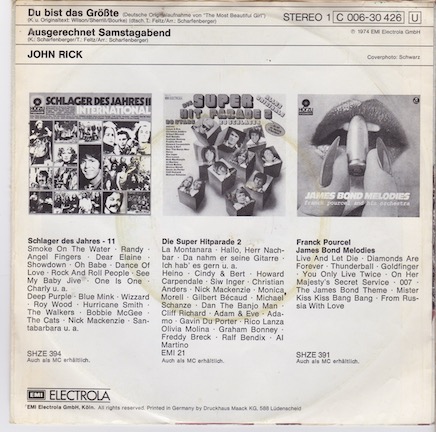 Du bist das Größte (Deutsche Originalaufnahme von "The Most Beautiful Girl")
(K. u. Originaltext: Wilson/Sherrill/Bourke) (dtsch. T.: Feltz/Arr.: Scharfenberger)
STEREO 1 C 006-30 426 U
Ausgerechnet Samstagabend
(K.: Scharfenberger/T.: Feltz/Arr.: Scharfenberger)
℗ 1974 EMI Electrola GmbH
JOHN RICK
Coverphoto: Schwarz
SCHLAGER DES JAHRES 11
INTERNATIONAL
DIE SUPER
HIT PARADE 2
JAMES BOND MELODIES
Franck pourcel and his orchestra
Schlager des Jahres - 11
Smoke On The Water · Randy ·
Angel Fingers · Dear Elaine ·
Showdown · Oh Babe · Dance Of
Love · Rock And Roll People · See
My Baby Jive · One Is One
Charly u. a.
Deep Purple · Blue Mink · Wizzard
· Roy Wood · Hurricane Smith ·
The Walkers · Bobbie McGee ·
The Cats · Nick Mackenzie · San-
tabarbara u. a.
SHZE 394
Auch als MC erhältlich.
Die Super Hitparade 2
La Montanara · Hallo, Herr Nach-
bar · Da nahm er seine Gitarre ·
Ich hab' es gern u. a.
Heino · Cindy & Bert · Howard
Carpendale · Siw Inger · Christian
Anders · Nick Mackenzie · Monica
Morell · Gilbert Bécaud · Michael
Schanze · Dan The Banjo Man
Cliff Richard · Adam & Eve · Ada-
mo · Gavin Du Porter · Rico Lanza
Olivia Molina · Graham Bonney ·
Freddy Breck · Ralf Bendix · Al
Martino
EMI 21
Auch als MC erhältlich.
Franck Pourcel
James Bond Melodies
Live And Let Die · Diamonds Are
Forever · Thunderball · Goldfinger
· You Only Live Twice · On Her
Majesty's Secret Service · 007 ·
The James Bond Theme · Mister
Kiss Kiss Bang Bang · From Rus-
sia With Love
SHZE 391
Auch als MC erhältlich.
EMI ELECTROLA
EMI Electrola GmbH, Köln. All rights reserved. Printed in Germany by Druckhaus Maack KG, 588 Lüdenscheid